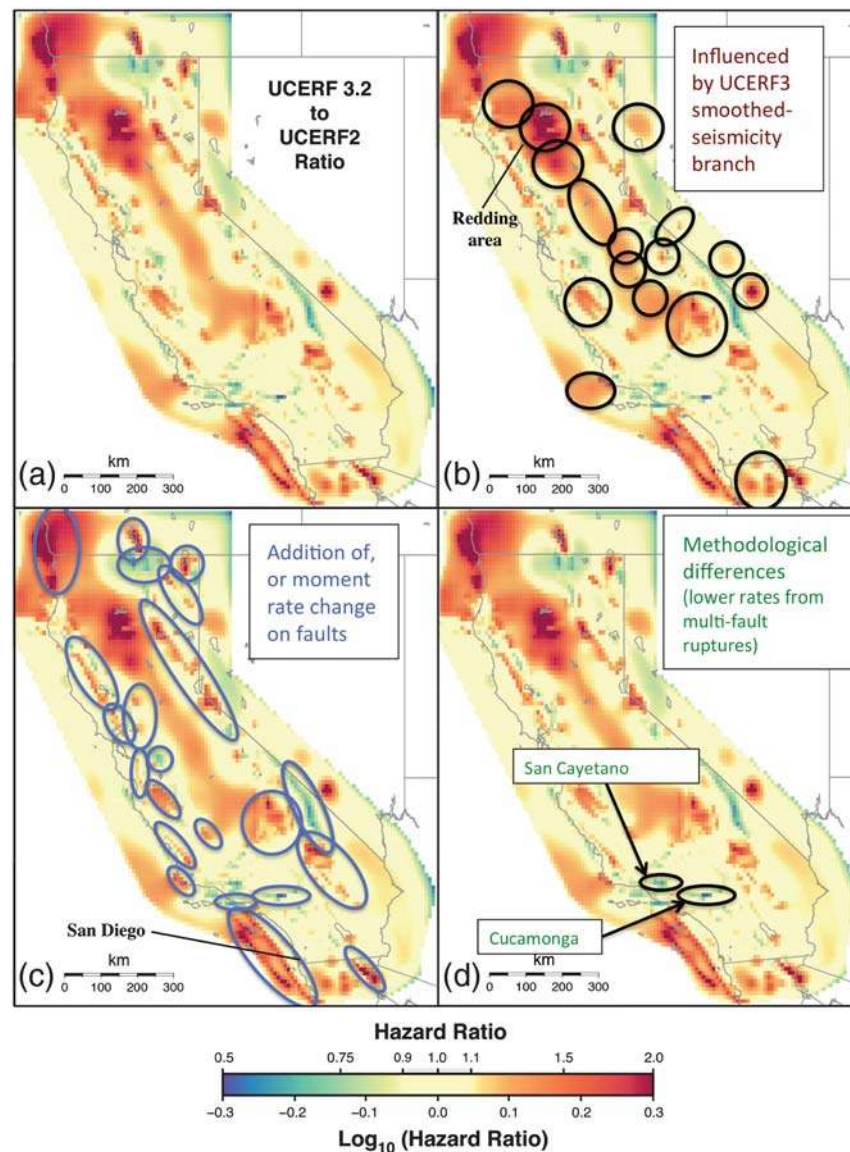 UCERF 3.2
to
UCERF2
Ratio
(a)
km
0 100 200 300
Influenced
by UCERF3
smoothed-
seismicity
branch
Redding
area
(b)
km
0 100 200 300
Addition of,
or moment
rate change
on faults
San Diego
(c)
km
0 100 200 300
Methodological
differences
(lower rates from
multi-fault
ruptures)
San Cayetano
Cucamonga
(d)
km
0 100 200 300
Hazard Ratio
0.5 0.75 0.9 1.0 1.1 1.5 2.0
−0.3 −0.2 −0.1 0.0 0.1 0.2 0.3
Log10 (Hazard Ratio)